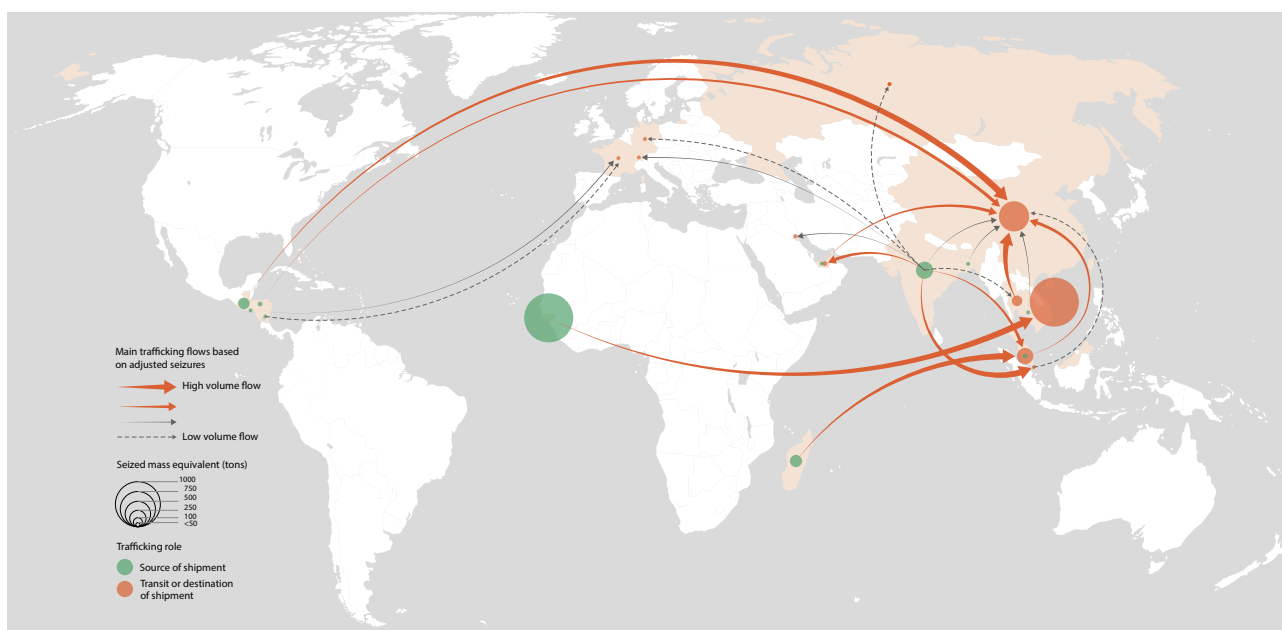 Main trafficking flows based
on adjusted seizures
High volume flow
Low volume flow
Seized mass equivalent (tons)
1000
750
500
250
100
<50
Trafficking role
Source of shipment
Transit or destination
of shipment